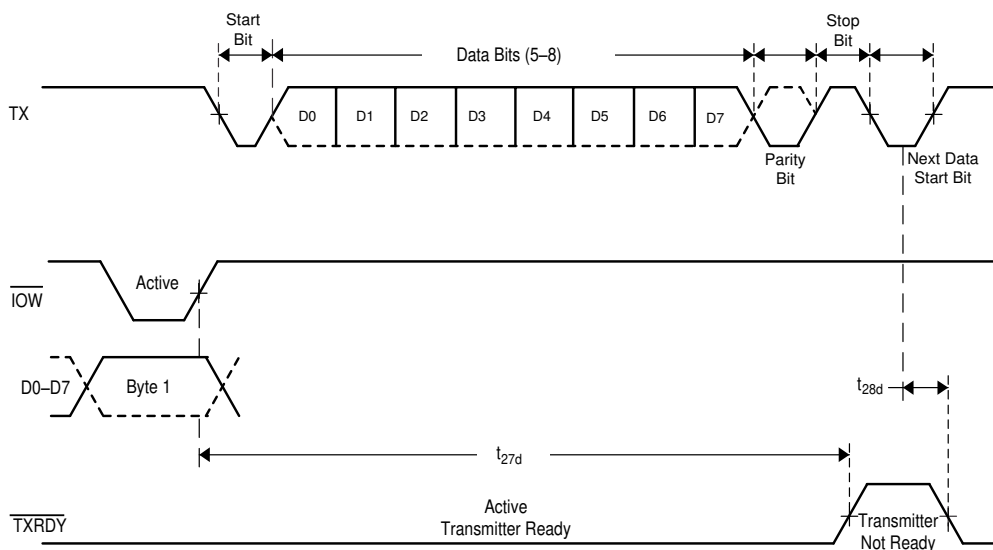 Start
Bit
Data Bits (5–8)
Stop
Bit
TX
D0 D1 D2 D3 D4 D5 D6 D7
Parity
Bit
Next Data
Start Bit
IOW
Active
D0–D7
Byte 1
t28d
t27d
TXRDY
Active
Transmitter Ready
Transmitter
Not Ready